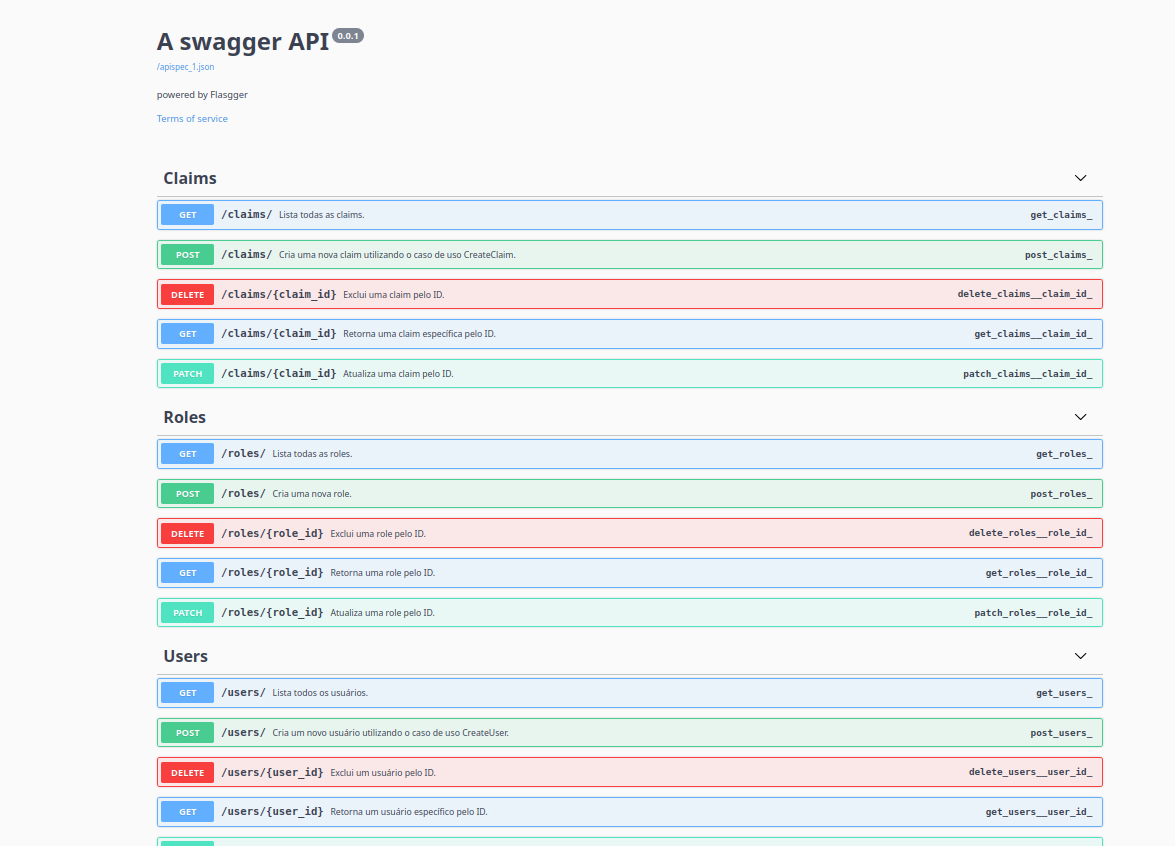 A swagger API 0.0.1
/apispec_1.json
powered by Flasgger
Terms of service
Claims
GET /claims/ Lista todas as claims. get_claims_
POST /claims/ Cria uma nova claim utilizando o caso de uso CreateClaim. post_claims_
DELETE /claims/{claim_id} Exclui uma claim pelo ID. delete_claims__claim_id_
GET /claims/{claim_id} Retorna uma claim específica pelo ID. get_claims__claim_id_
PATCH /claims/{claim_id} Atualiza uma claim pelo ID. patch_claims__claim_id_
Roles
GET /roles/ Lista todas as roles. get_roles_
POST /roles/ Cria uma nova role. post_roles_
DELETE /roles/{role_id} Exclui uma role pelo ID. delete_roles__role_id_
GET /roles/{role_id} Retorna uma role pelo ID. get_roles__role_id_
PATCH /roles/{role_id} Atualiza uma role pelo ID. patch_roles__role_id_
Users
GET /users/ Lista todos os usuários. get_users_
POST /users/ Cria um novo usuário utilizando o caso de uso CreateUser. post_users_
DELETE /users/{user_id} Exclui um usuário pelo ID. delete_users__user_id_
GET /users/{user_id} Retorna um usuário específico pelo ID. get_users__user_id_